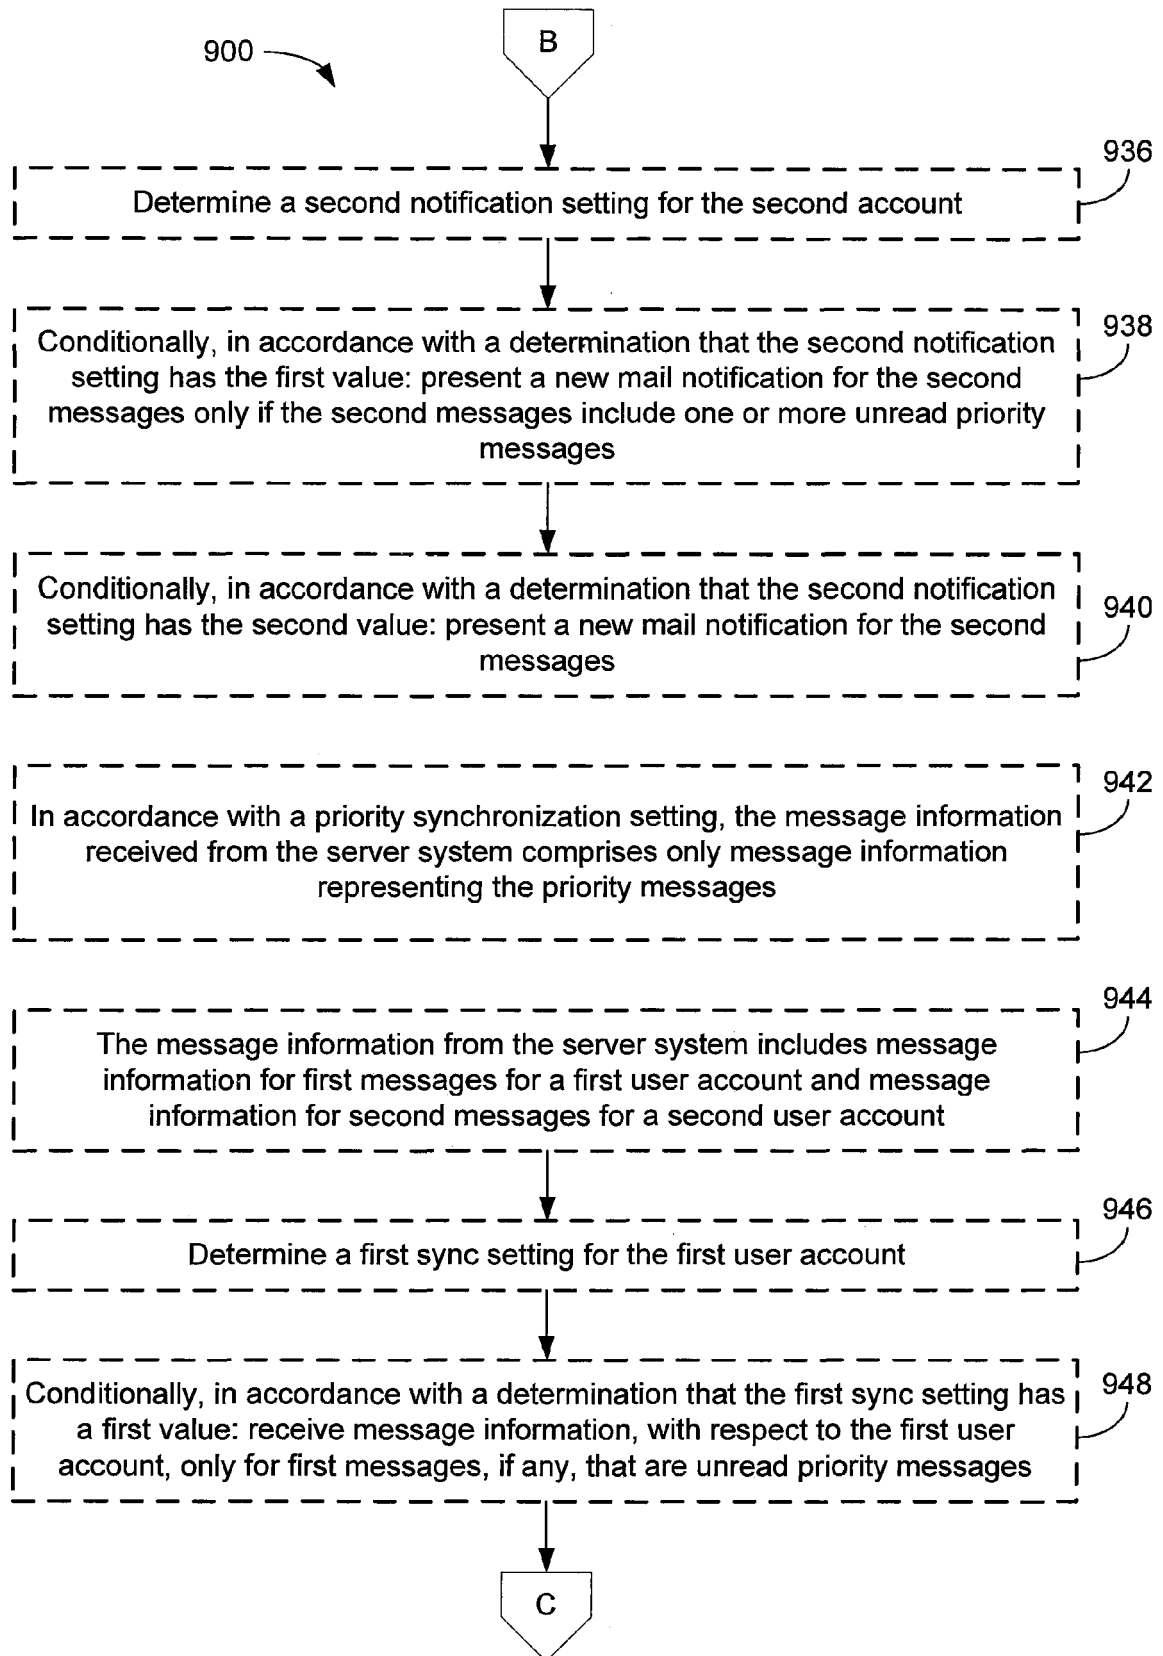 B
900
936
Determine a second notification setting for the second account
938
Conditionally, in accordance with a determination that the second notification
setting has the first value: present a new mail notification for the second
messages only if the second messages include one or more unread priority
messages
940
Conditionally, in accordance with a determination that the second notification
setting has the second value: present a new mail notification for the second
messages
942
In accordance with a priority synchronization setting, the message information
received from the server system comprises only message information
representing the priority messages
944
The message information from the server system includes message
information for first messages for a first user account and message
information for second messages for a second user account
946
Determine a first sync setting for the first user account
948
Conditionally, in accordance with a determination that the first sync setting has
a first value: receive message information, with respect to the first user
account, only for first messages, if any, that are unread priority messages
C